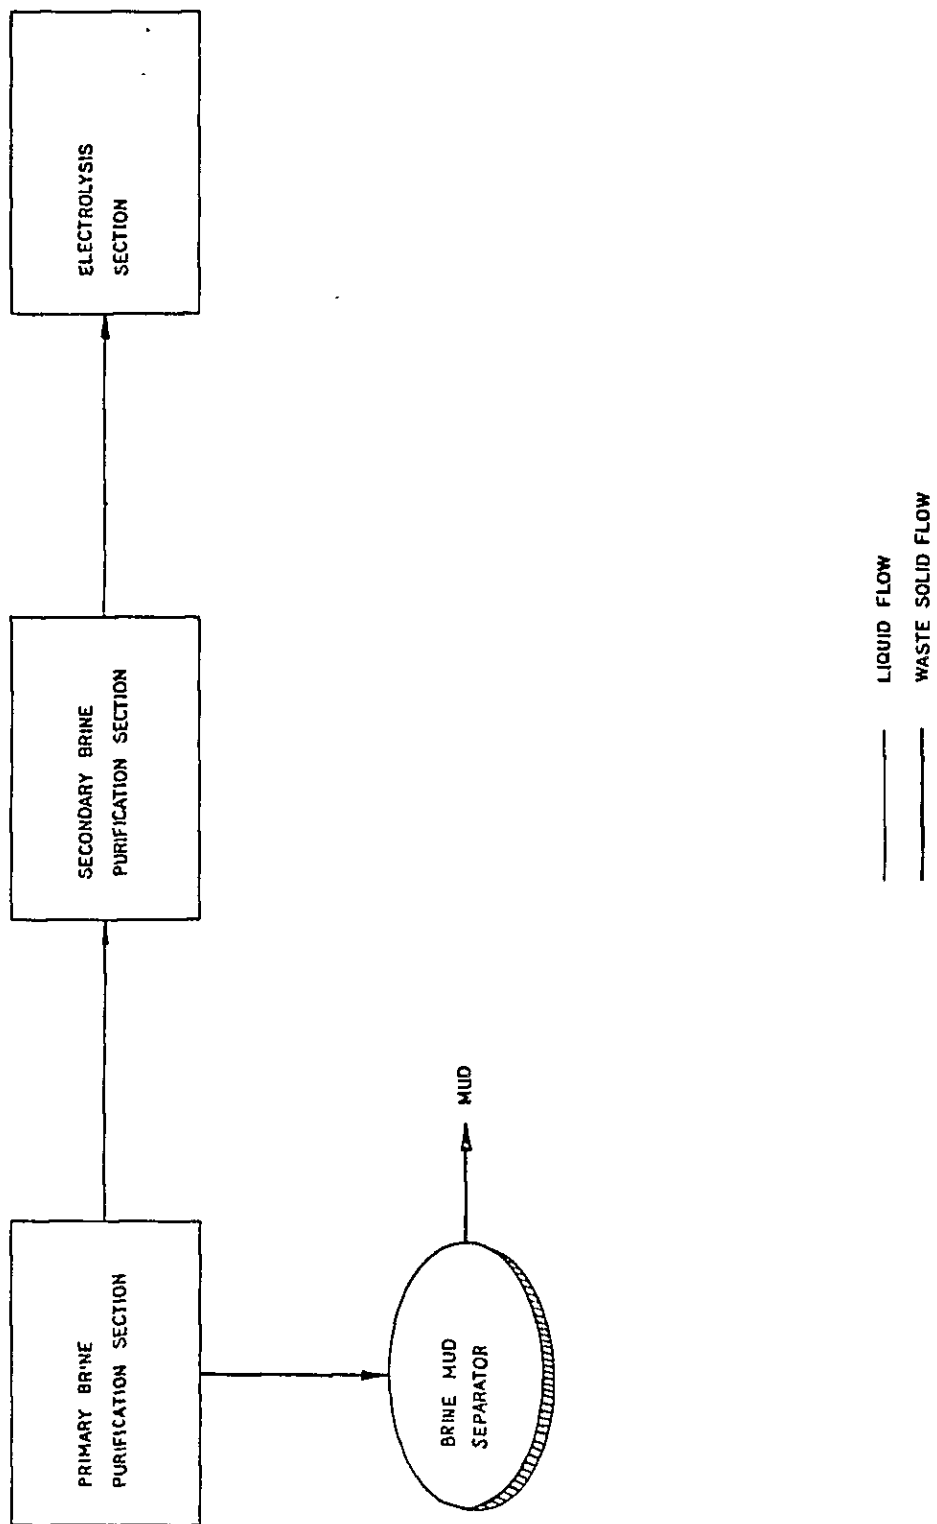 PRIMARY BRINE
PURIFICATION SECTION
SECONDARY BRINE
PURIFICATION SECTION
ELECTROLYSIS
SECTION
BRINE MUD
SEPARATOR
MUD
LIQUID FLOW
WASTE SOLID FLOW